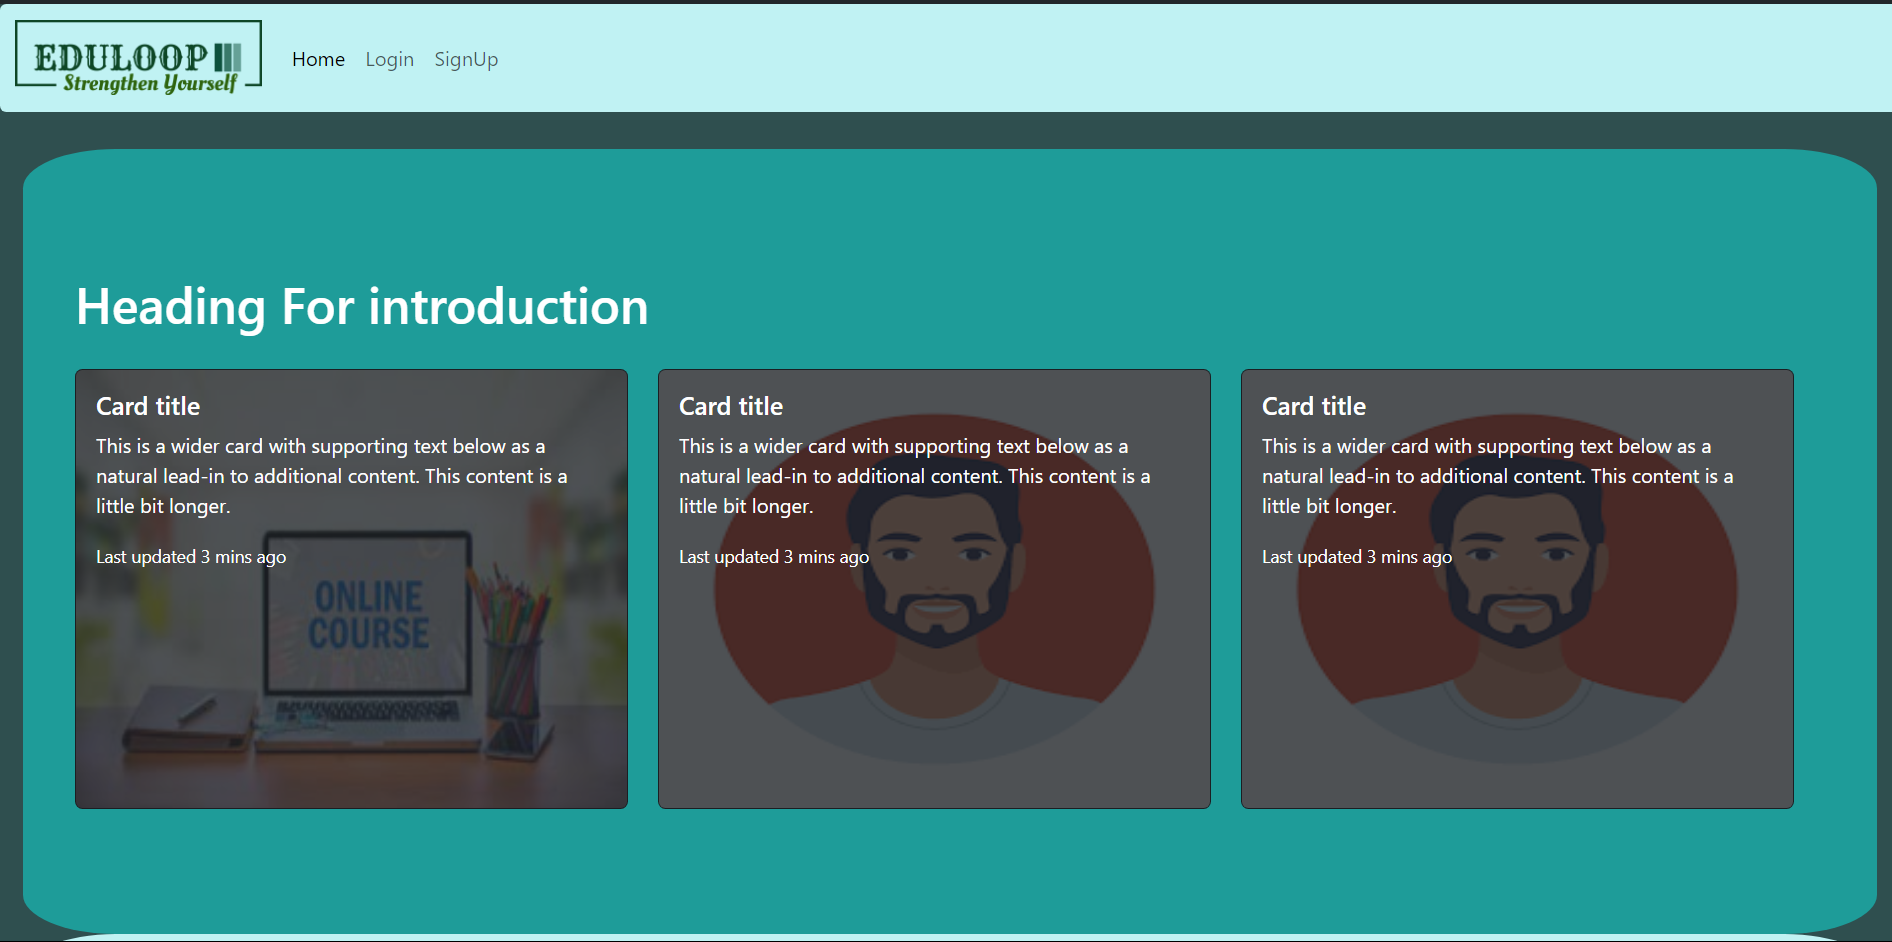 EDULOOP
Strengthen Yourself
Home Login SignUp
Heading For introduction
Card title
This is a wider card with supporting text below as a
natural lead-in to additional content. This content is a
little bit longer.
Last updated 3 mins ago
ONLINE
COURSE
Card title
This is a wider card with supporting text below as a
natural lead-in to additional content. This content is a
little bit longer.
Last updated 3 mins ago
Card title
This is a wider card with supporting text below as a
natural lead-in to additional content. This content is a
little bit longer.
Last updated 3 mins ago